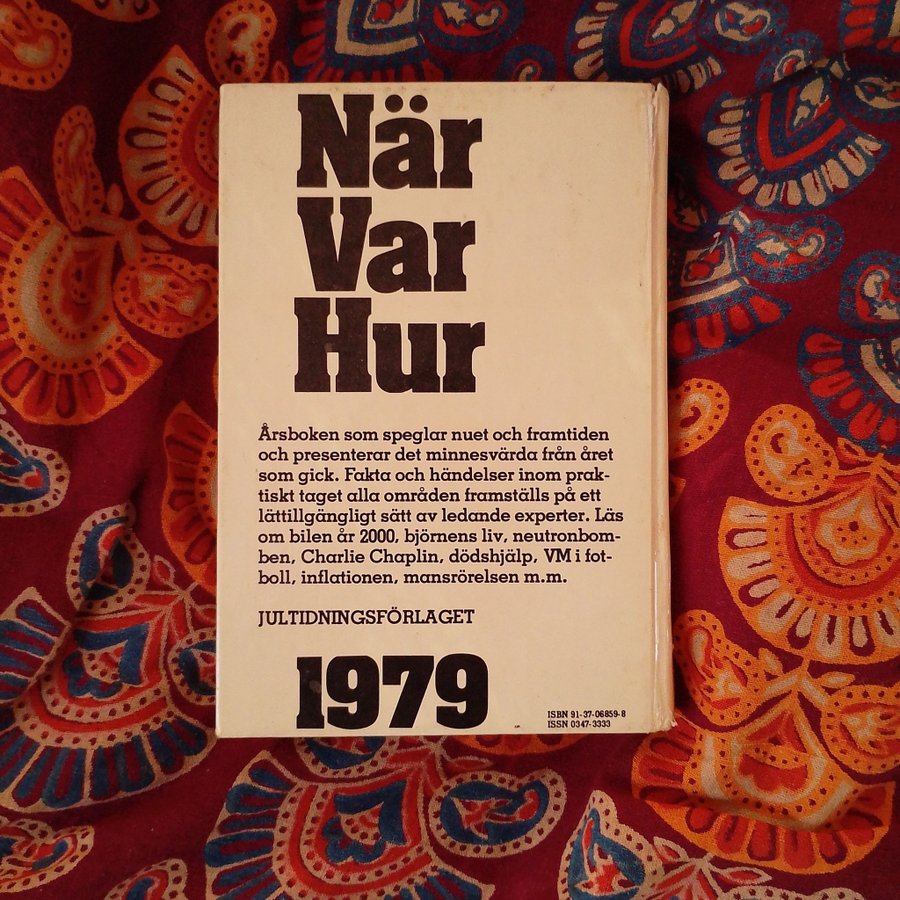 När
Var
Hur
Årsboken som speglar nuet och framtiden
och presenterar det minnesvärda från året
som gick. Fakta och händelser inom prak-
tiskt taget alla områden framställs på ett
lättillgängligt sätt av ledande experter. Läs
om bilen år 2000, björnens liv, neutronbom-
ben, Charlie Chaplin, dödshjälp, VM i fot-
boll, inflationen, mansrörelsen m.m.
JULTIDNINGSFÖRLAGET
1979
ISBN 91-37-06859-8
ISSN 0347-3333